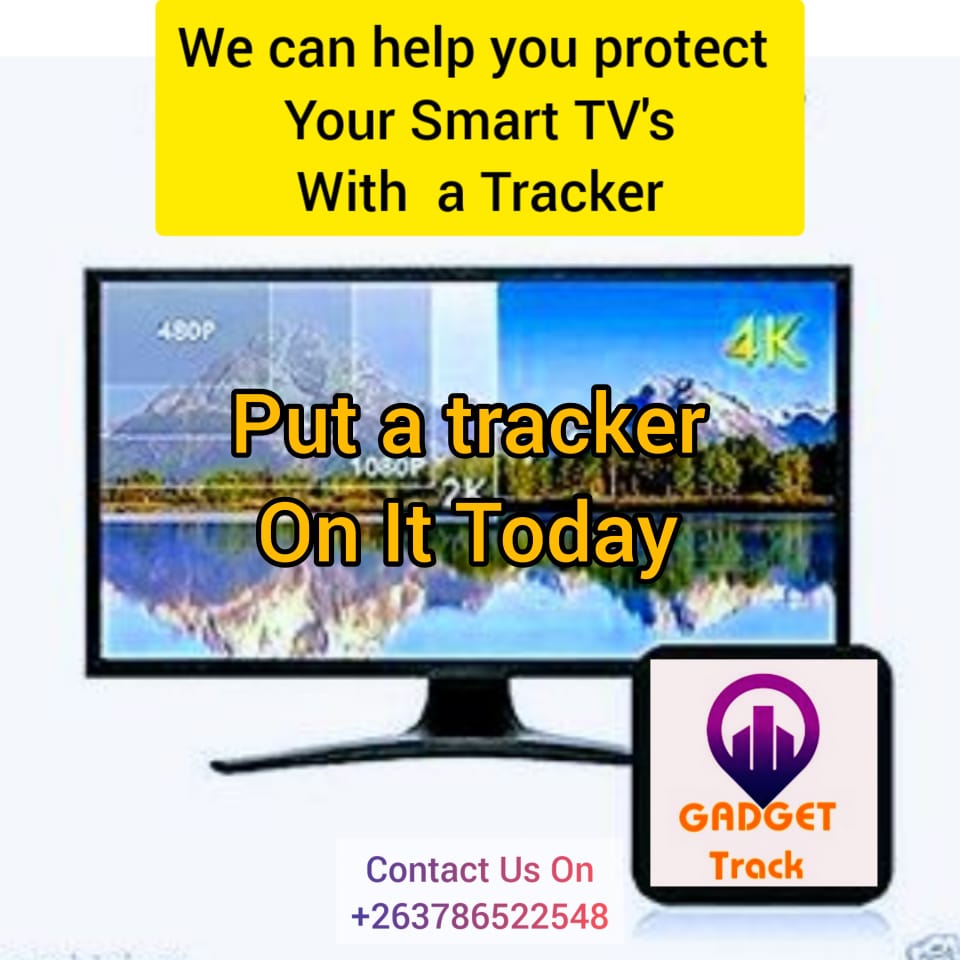 We can help you protect
Your Smart TV's
With a Tracker
480P
4K
Put a tracker
1080P
2K
On It Today
GADGET
Track
Contact Us On
+263786522548